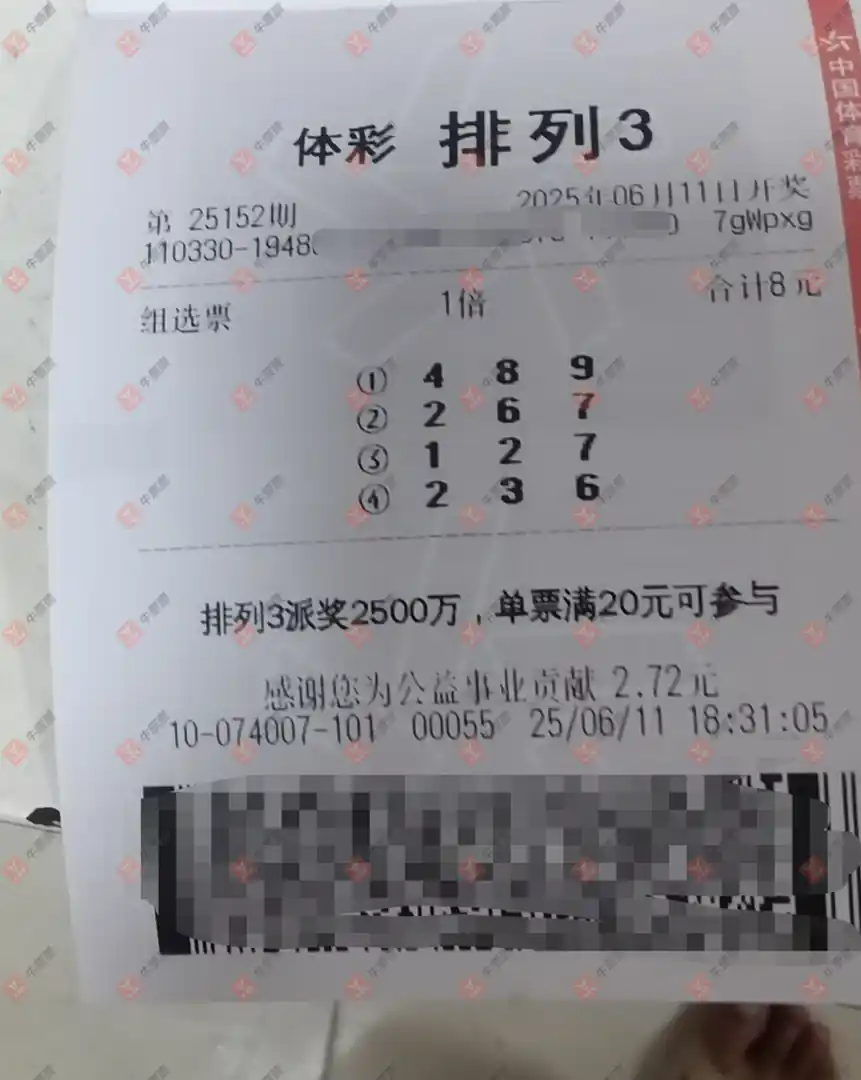 体彩 排列3
第 25152期 2025年06月11日开奖
110330-1948 7gWpxg
组选票 1倍 合计8元
① 4 8 9
② 2 6 7
③ 1 2 7
④ 2 3 6
排列3派奖2500万，单票满20元可参与
感谢您为公益事业贡献 2.72元
10-074007-101 00055 25/06/11 18:31:05
中国体育彩票